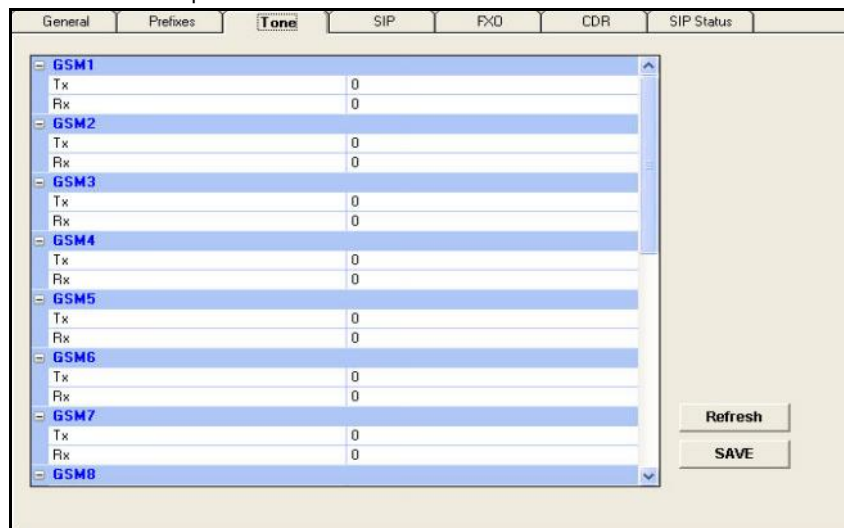 General Prefixes Tone SIP FXO CDR SIP Status
GSM1
Tx 0
Rx 0
GSM2
Tx 0
Rx 0
GSM3
Tx 0
Rx 0
GSM4
Tx 0
Rx 0
GSM5
Tx 0
Rx 0
GSM6
Tx 0
Rx 0
GSM7
Tx 0
Rx 0
GSM8
Refresh
SAVE